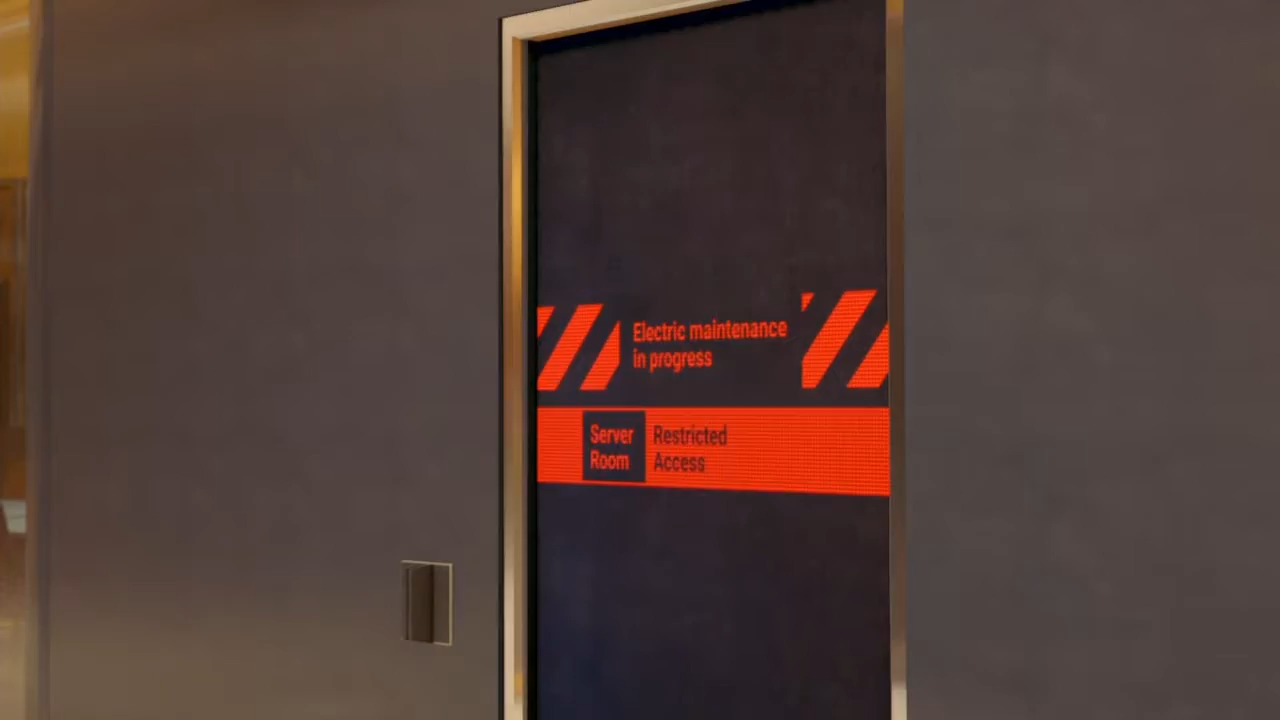 Electric maintenance
in progress
Server
Room
Restricted
Access